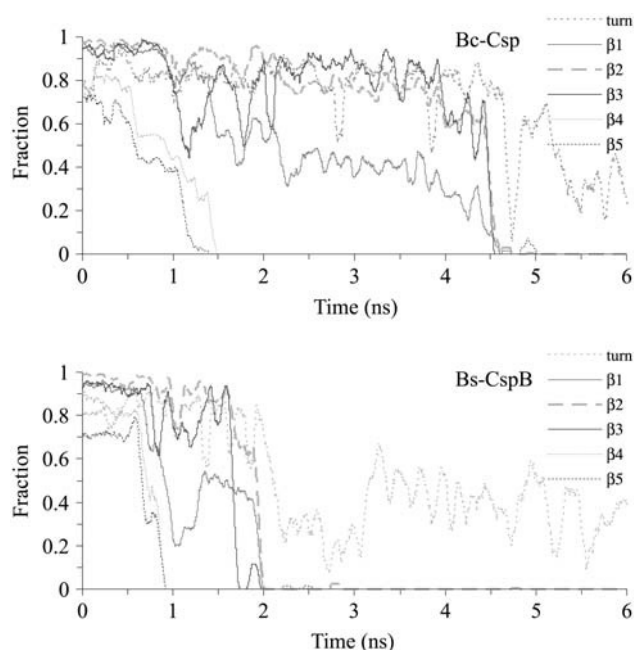 Bc-Csp
turn
β1
β2
β3
β4
β5
Fraction
1
0.8
0.6
0.4
0.2
0
0 1 2 3 4 5 6
Time (ns)
Bs-CspB
turn
β1
β2
β3
β4
β5
Fraction
1
0.8
0.6
0.4
0.2
0
0 1 2 3 4 5 6
Time (ns)